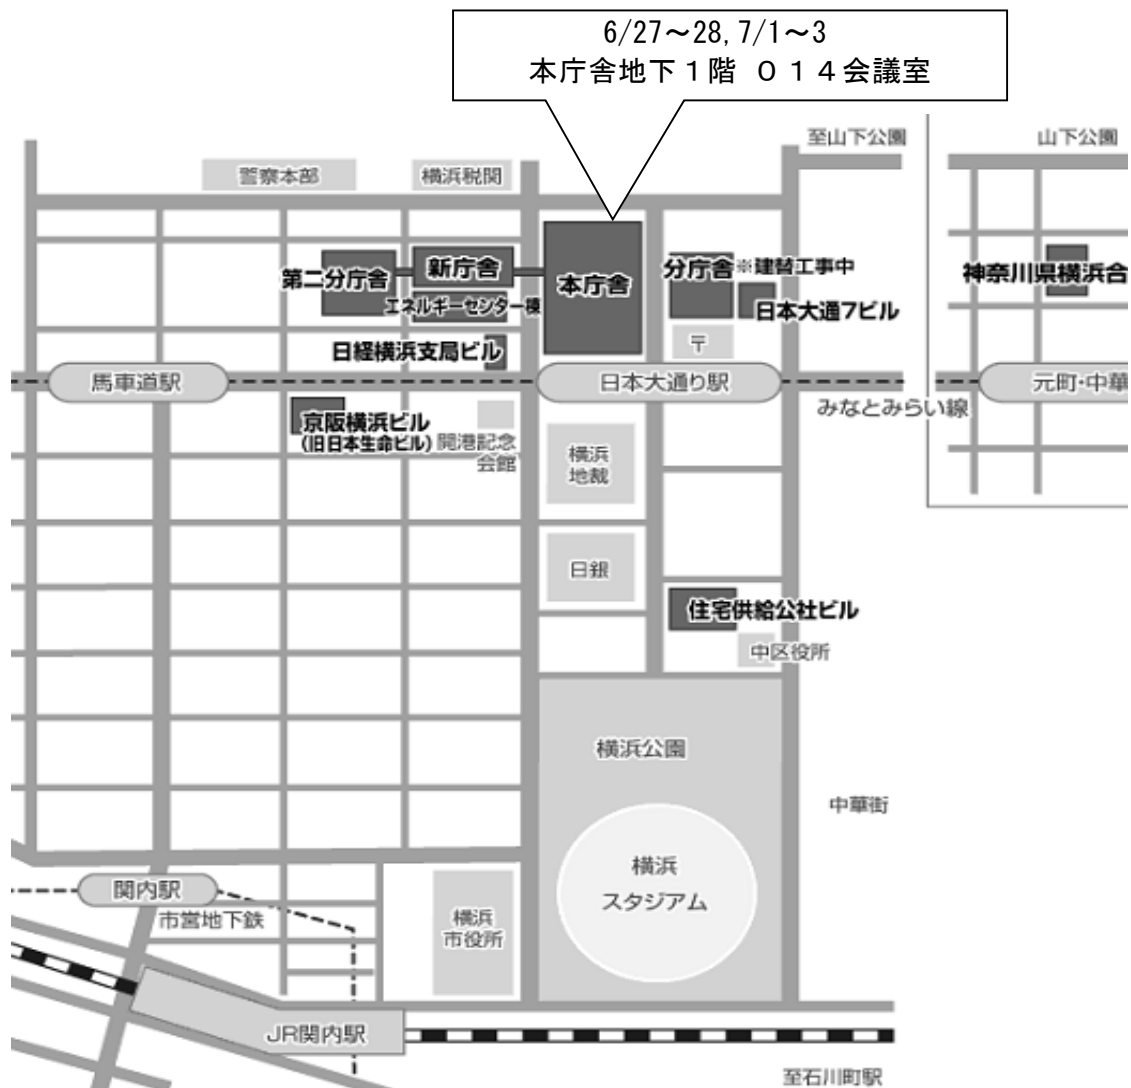 6/27～28, 7/1～3
本庁舎地下１階　０１４会議室
至山下公園
山下公園
警察本部
横浜税関
第二分庁舎
新庁舎
エネルギーセンター棟
本庁舎
分庁舎※建替工事中
日本大通7ビル
神奈川県横浜合
日経横浜支局ビル
〒
馬車道駅
日本大通り駅
元町・中華
みなとみらい線
京阪横浜ビル
(旧日本生命ビル)
開港記念
会館
横浜
地裁
日銀
住宅供給公社ビル
中区役所
横浜公園
中華街
横浜
スタジアム
関内駅
市営地下鉄
横浜
市役所
JR関内駅
至石川町駅